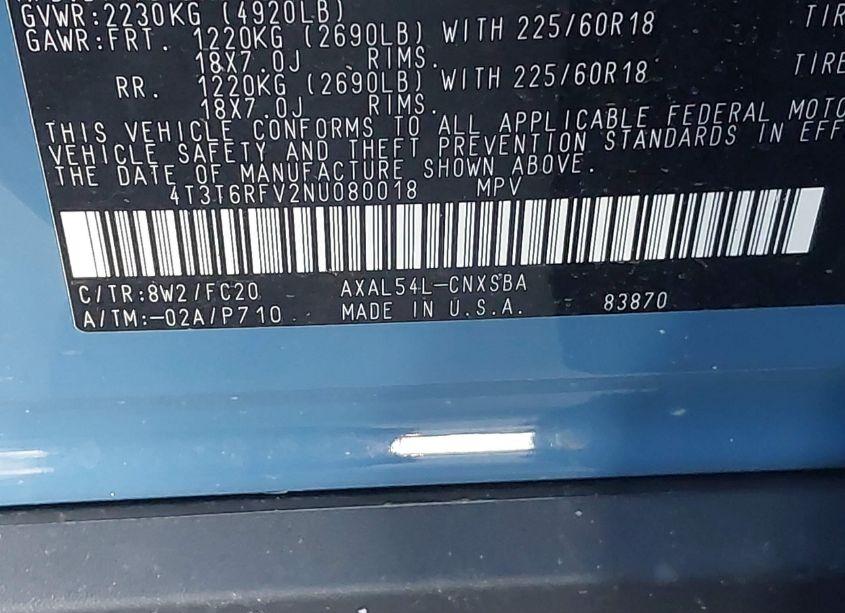 GVWR:2230KG (4920LB)
GAWR:FRT. 1220KG (2690LB) WITH 225/60R18
18X7.0J RIMS.
RR. 1220KG (2690LB) WITH 225/60R18 TIRE
18X7.0J RIMS.
THIS VEHICLE CONFORMS TO ALL APPLICABLE FEDERAL MOTO
VEHICLE SAFETY AND THEFT PREVENTION STANDARDS IN EFF
THE DATE OF MANUFACTURE SHOWN ABOVE.
4T3T6RFV2NU080018 MPV
C/TR:8W2/FC20 AXAL54L-CNXSBA
A/TM:-02A/P710 MADE IN U.S.A. 83870